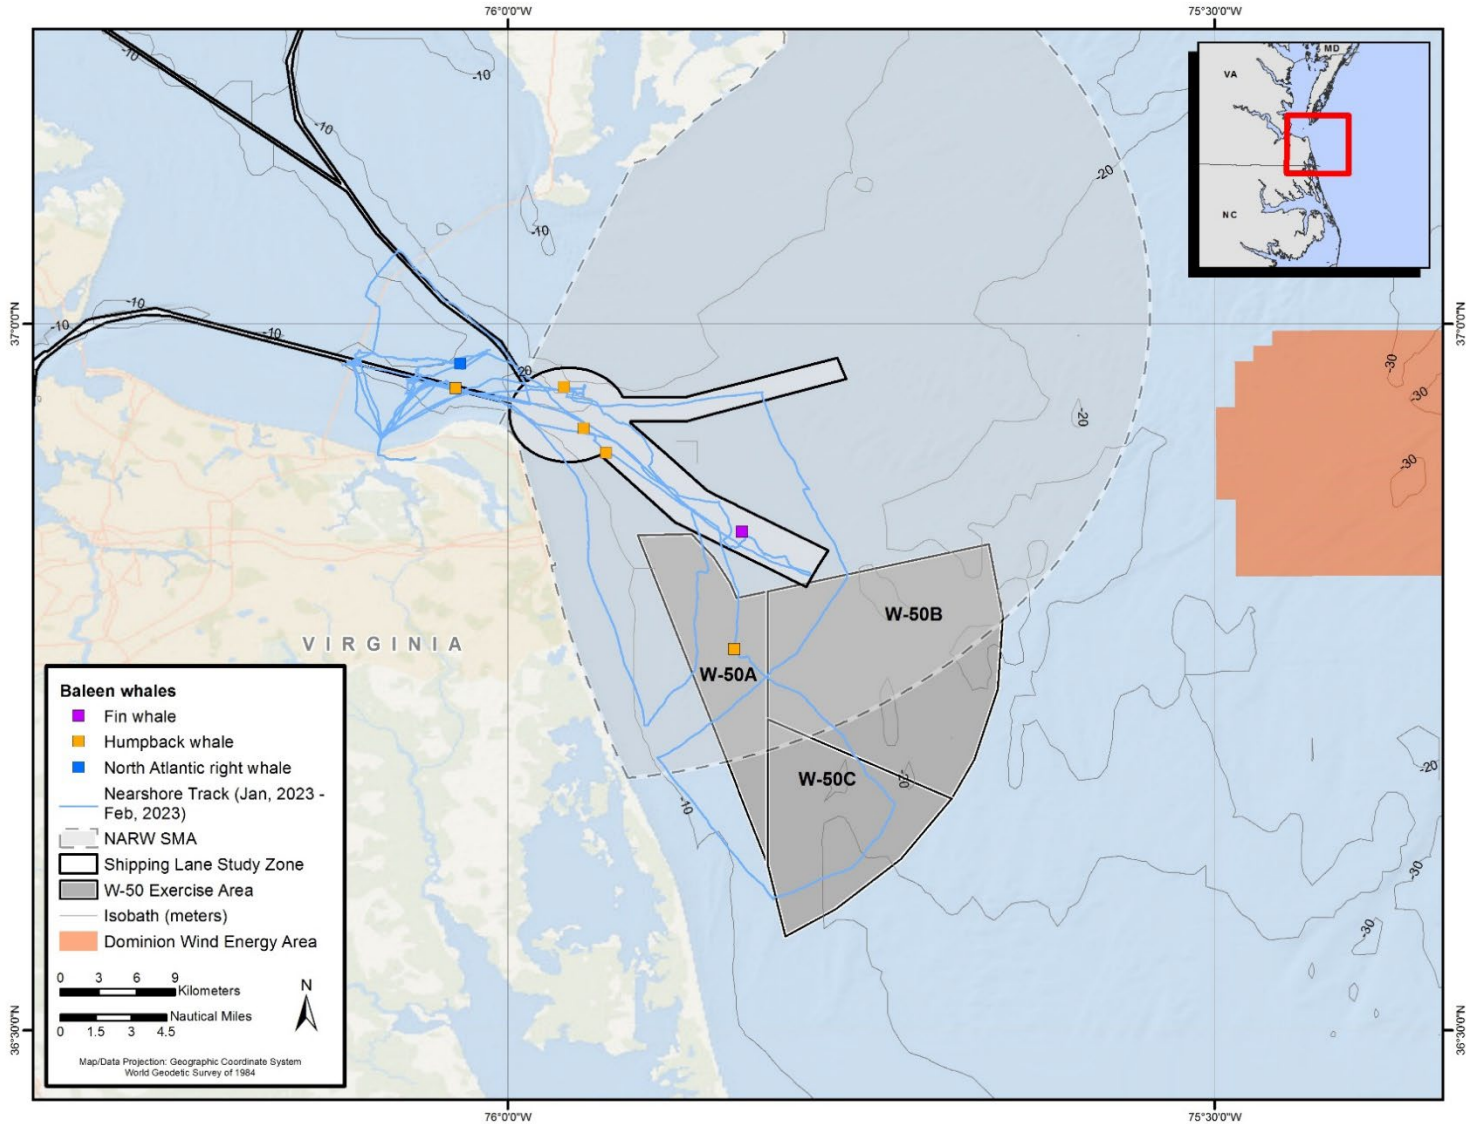 76°0'0"W
75°30'0"W
-10
-10
-10
-20
-10
MD
VA
NC
37°0'0"N
37°0'0"N
-10
-10
-10
-20
-20
-30
-30
-30
W-50B
VIRGINIA
W-50A
W-50C
-20
-10
-20
-30
-30
Baleen whales
Fin whale
Humpback whale
North Atlantic right whale
Nearshore Track (Jan, 2023 -
Feb, 2023)
NARW SMA
Shipping Lane Study Zone
W-50 Exercise Area
Isobath (meters)
Dominion Wind Energy Area
0 3 6 9
Kilometers
Nautical Miles
0 1.5 3 4.5
N
Map/Data Projection: Geographic Coordinate System
World Geodetic Survey of 1984
36°30'0"N
36°30'0"N
76°0'0"W
75°30'0"W